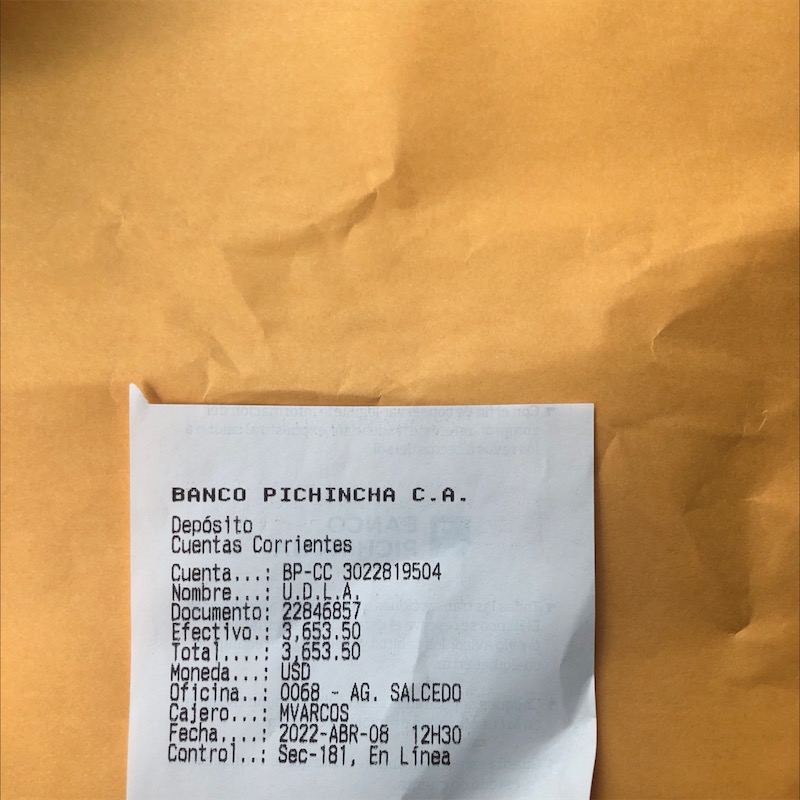 BANCO PICHINCHA C.A.
Depósito
Cuentas Corrientes
Cuenta...: BP-CC 3022819504
Nombre...: U.D.L.A.
Documento: 22846857
Efectivo.: 3,653.50
Total....: 3,653.50
Moneda...: USD
Oficina..: 0068 - AG. SALCEDO
Cajero...: MVARCOS
Fecha....: 2022-ABR-08 12H30
Control..: Sec-181, En Línea